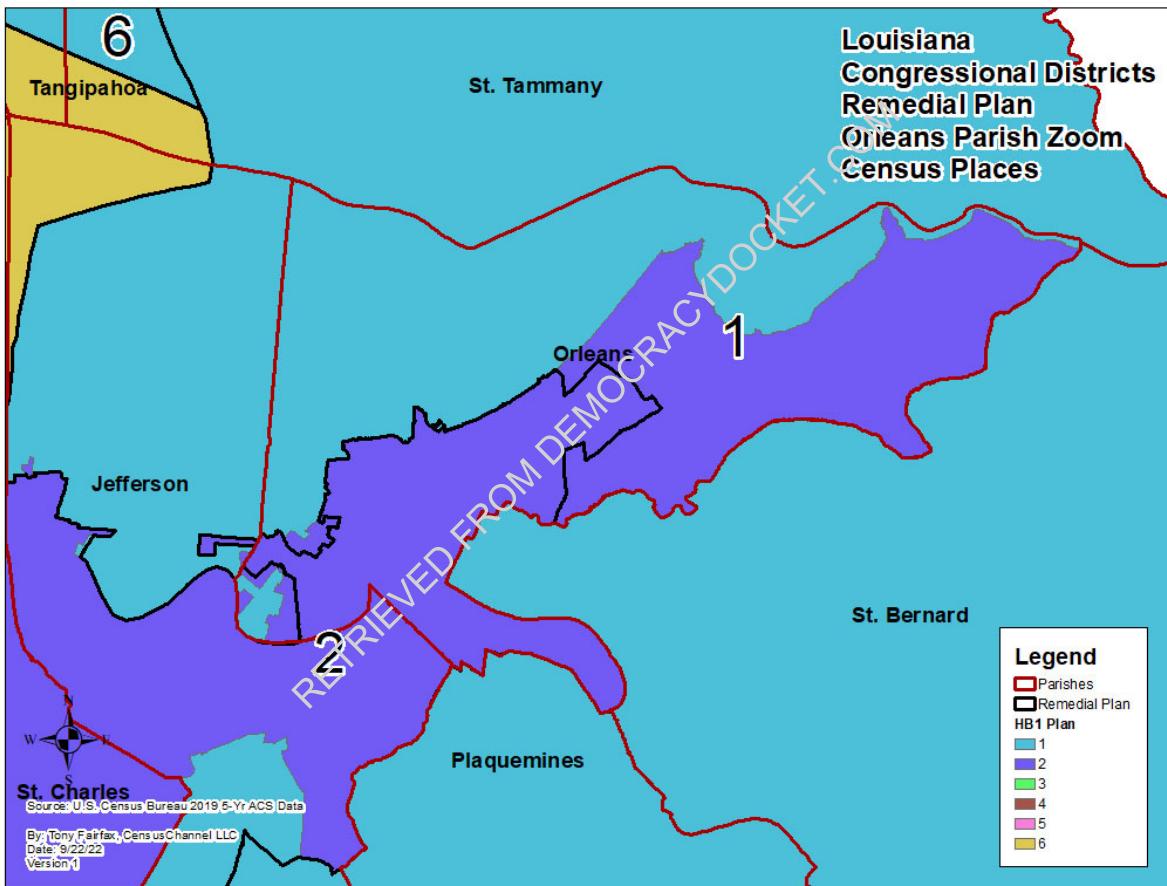 Louisiana
Congressional Districts
Remedial Plan
Orleans Parish Zoom
Census Places
6
Tangipahoa
St. Tammany
1
Orleans
Jefferson
St. Bernard
2
Plaquemines
St. Charles
N
W E
S
RETRIEVED FROM DEMOCRACYDOCKET.COM
Legend
Parishes
Remedial Plan
HB1 Plan
1
2
3
4
5
6
Source: U.S. Census Bureau 2019 5-Yr ACS Data
By: Tony Fairfax, CensusChannel LLC
Date: 9/22/22
Version 1